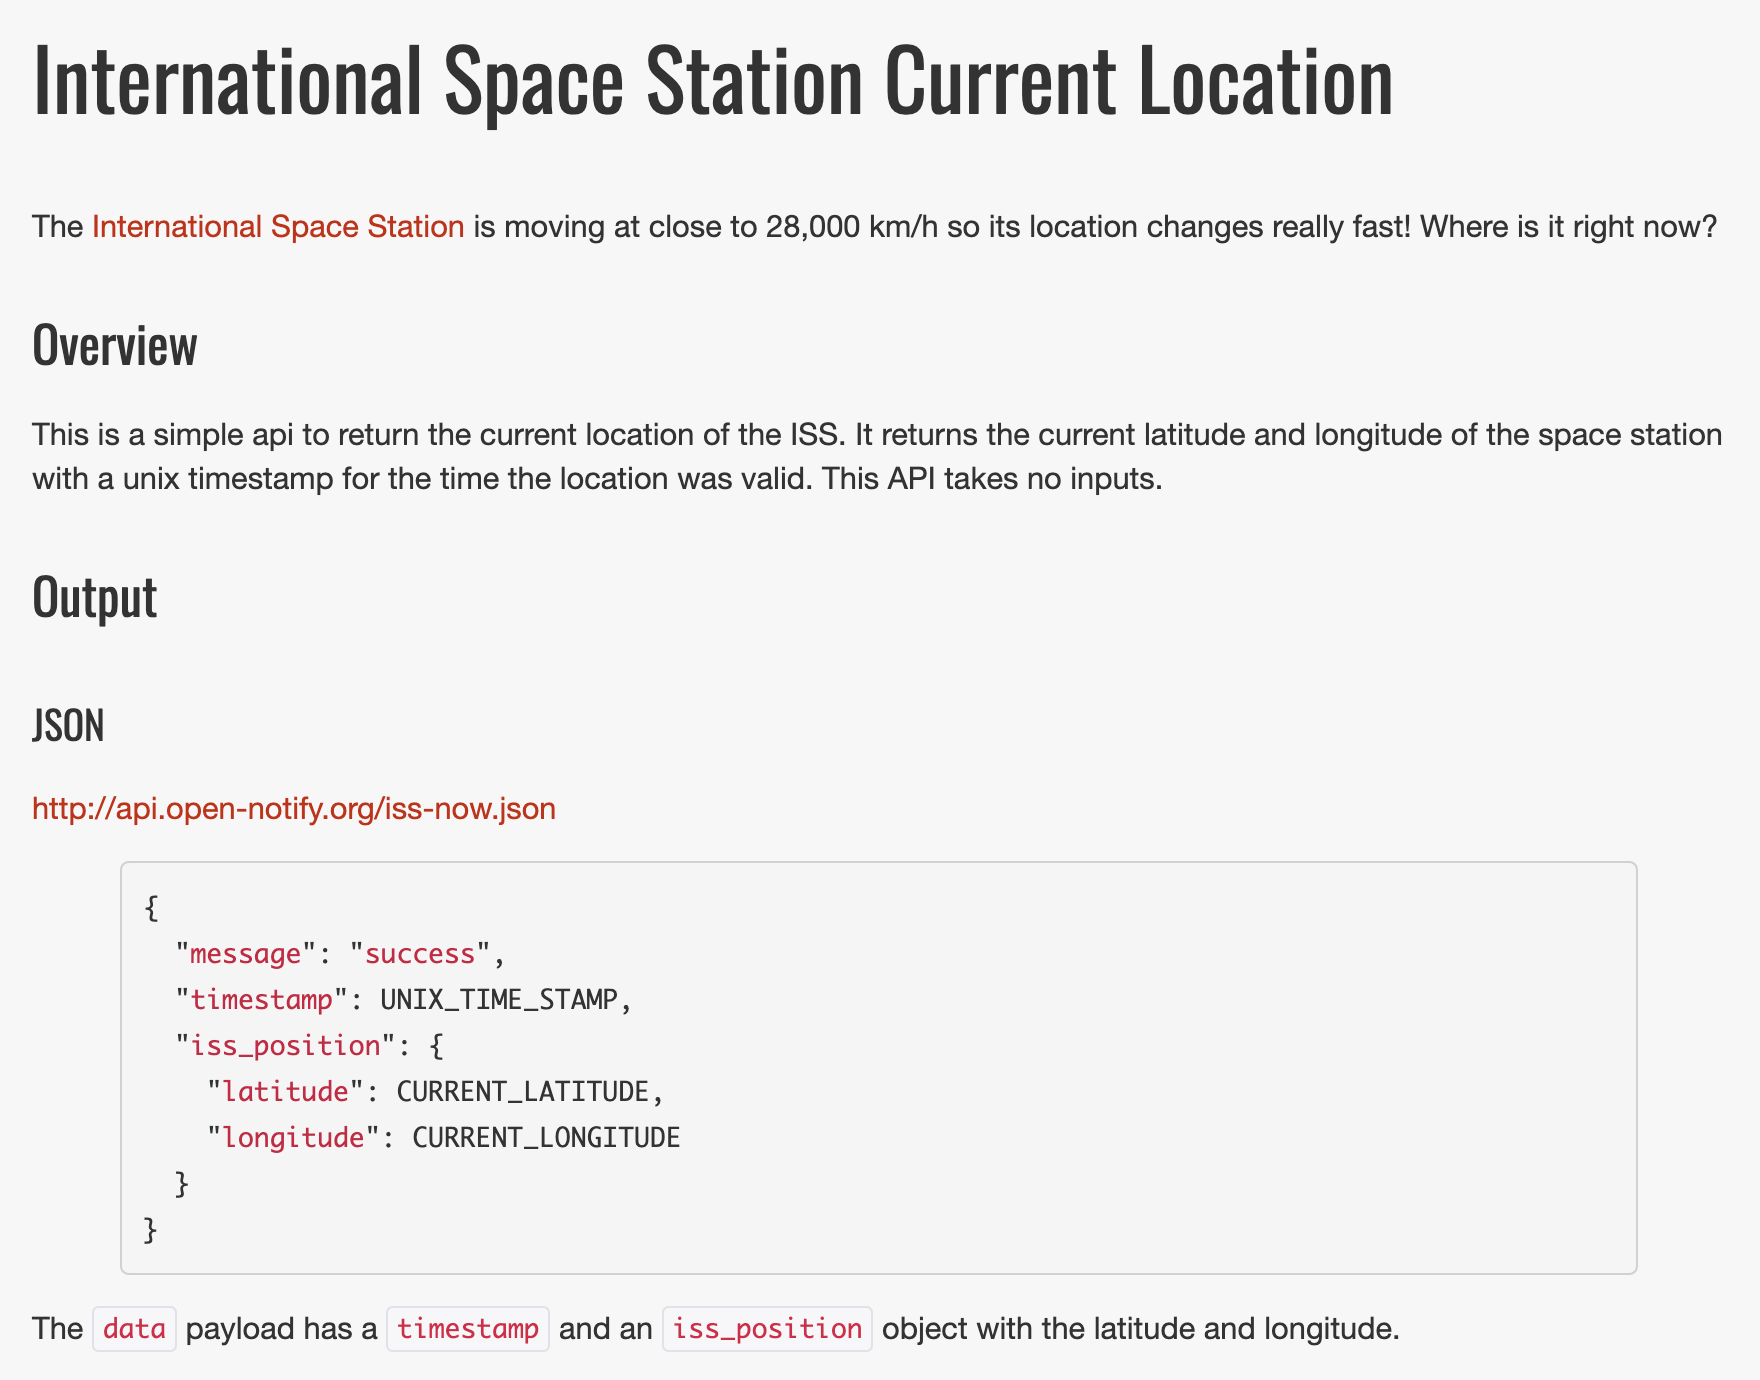 International Space Station Current Location
The International Space Station is moving at close to 28,000 km/h so its location changes really fast! Where is it right now?
Overview
This is a simple api to return the current location of the ISS. It returns the current latitude and longitude of the space station
with a unix timestamp for the time the location was valid. This API takes no inputs.
Output
JSON
http://api.open-notify.org/iss-now.json
{
  "message": "success",
  "timestamp": UNIX_TIME_STAMP,
  "iss_position": {
    "latitude": CURRENT_LATITUDE,
    "longitude": CURRENT_LONGITUDE
  }
}
The data payload has a timestamp and an iss_position object with the latitude and longitude.